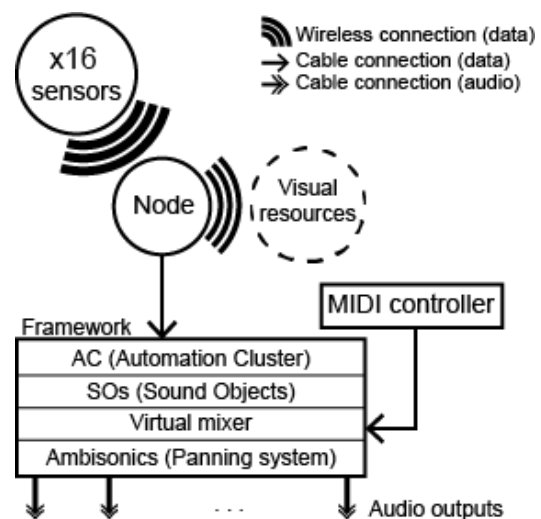 x16
sensors
Wireless connection (data)
Cable connection (data)
Cable connection (audio)
Node
Visual
resources
MIDI controller
Framework
AC (Automation Cluster)
SOs (Sound Objects)
Virtual mixer
Ambisonics (Panning system)
. . .
Audio outputs